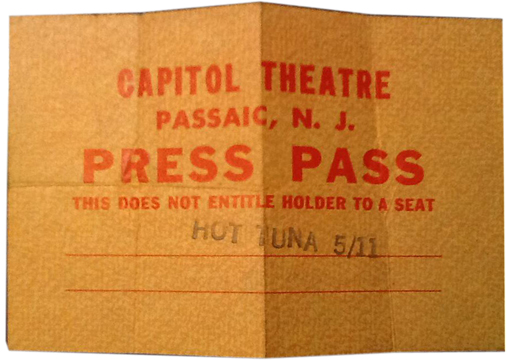 CAPITOL THEATRE
PASSAIC, N. J.
PRESS PASS
THIS DOES NOT ENTITLE HOLDER TO A SEAT
HOT TUNA 5/11